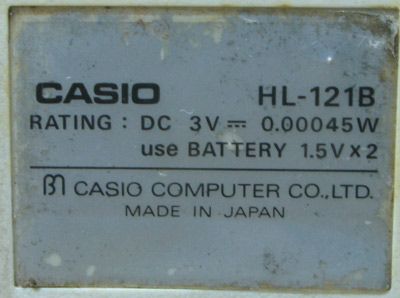 CASIO HL-121B
RATING : DC 3V ⎓ 0.00045W
use BATTERY 1.5V×2
CASIO COMPUTER CO.,LTD.
MADE IN JAPAN